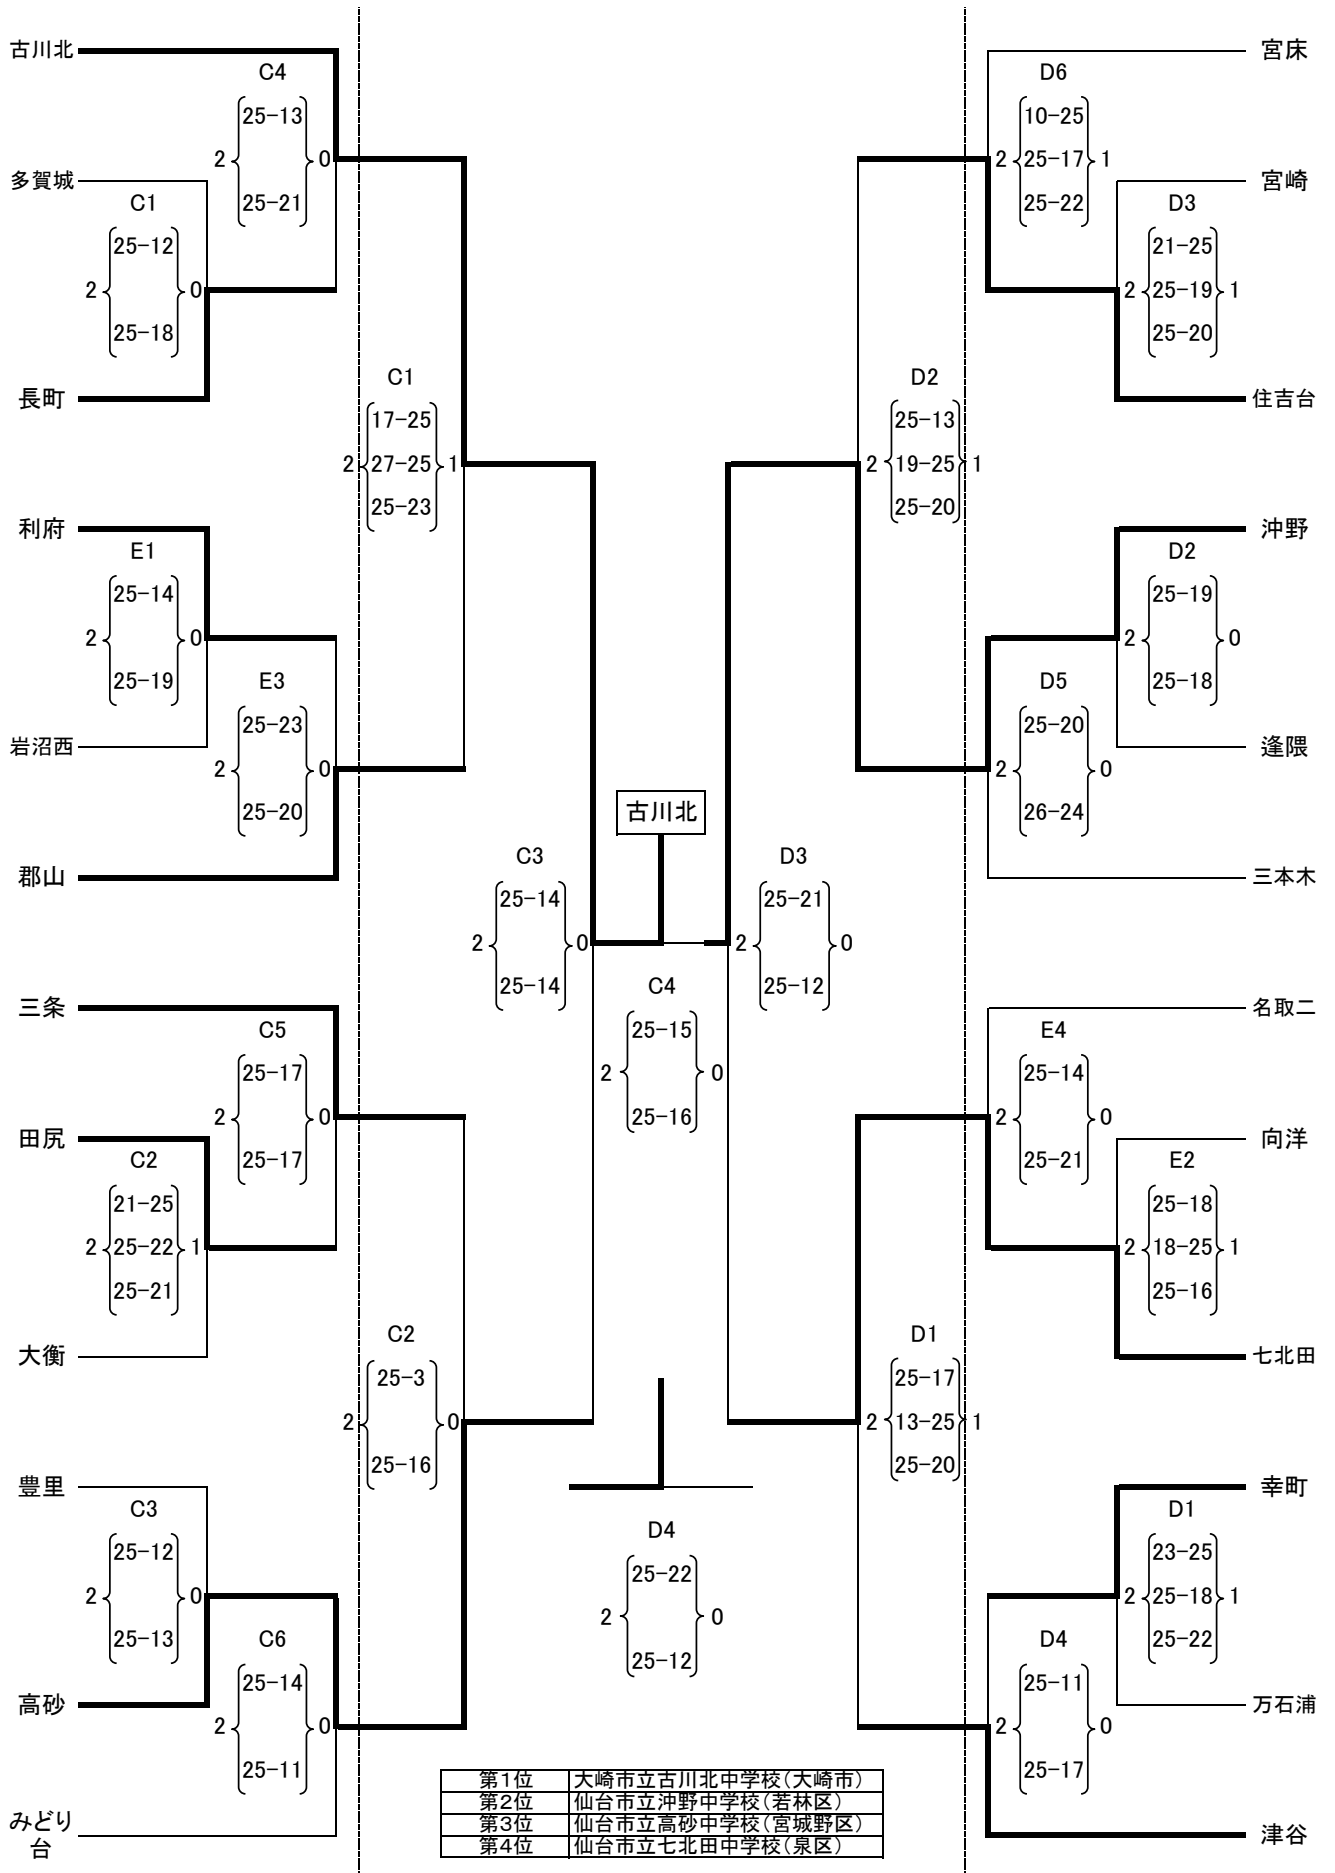 古川北
C4
25-13
2 0
25-21
多賀城
C1
25-12
2 0
25-18
長町
C1
17-25
2 27-25 1
25-23
利府
E1
25-14
2 0
25-19
岩沼西
E3
25-23
2 0
25-20
郡山
三条
C5
25-17
2 0
25-17
田尻
C2
21-25
2 25-22 1
25-21
大衡
C2
25-3
2 0
25-16
豊里
C3
25-12
2 0
25-13
高砂
C6
25-14
2 0
25-11
みどり
台
C3
25-14
2 0
25-14
古川北
C4
25-15
2 0
25-16
D4
25-22
2 0
25-12
D3
25-21
2 0
25-12
宮床
D6
10-25
2 25-17 1
25-22
宮崎
D3
21-25
2 25-19 1
25-20
住吉台
D2
25-13
2 19-25 1
25-20
沖野
D2
25-19
2 0
25-18
逢隈
D5
25-20
2 0
26-24
三本木
名取二
E4
25-14
2 0
25-21
向洋
E2
25-18
2 18-25 1
25-16
七北田
D1
25-17
2 13-25 1
25-20
幸町
D1
23-25
2 25-18 1
25-22
万石浦
D4
25-11
2 0
25-17
津谷
第1位 大崎市立古川北中学校(大崎市)
第2位 仙台市立沖野中学校(若林区)
第3位 仙台市立高砂中学校(宮城野区)
第4位 仙台市立七北田中学校(泉区)